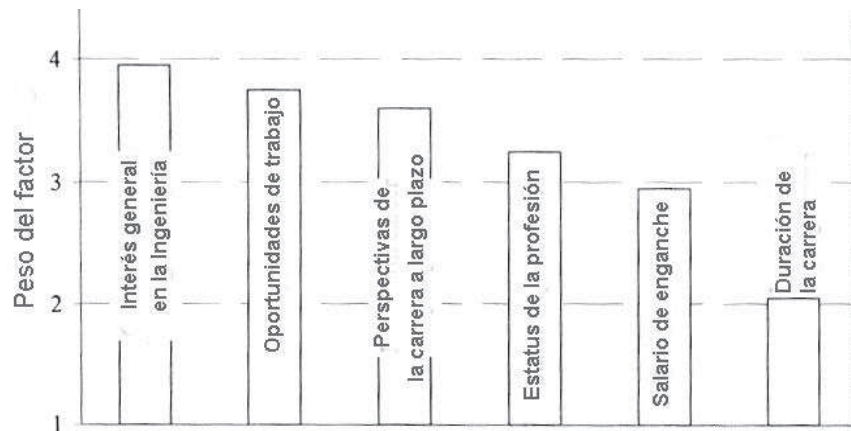 Peso del factor
4
3
2
1
Interés general
en la Ingeniería
Oportunidades de trabajo
Perspectivas de
la carrera a largo plazo
Estatus de la profesión
Salario de enganche
Duración de
la carrera